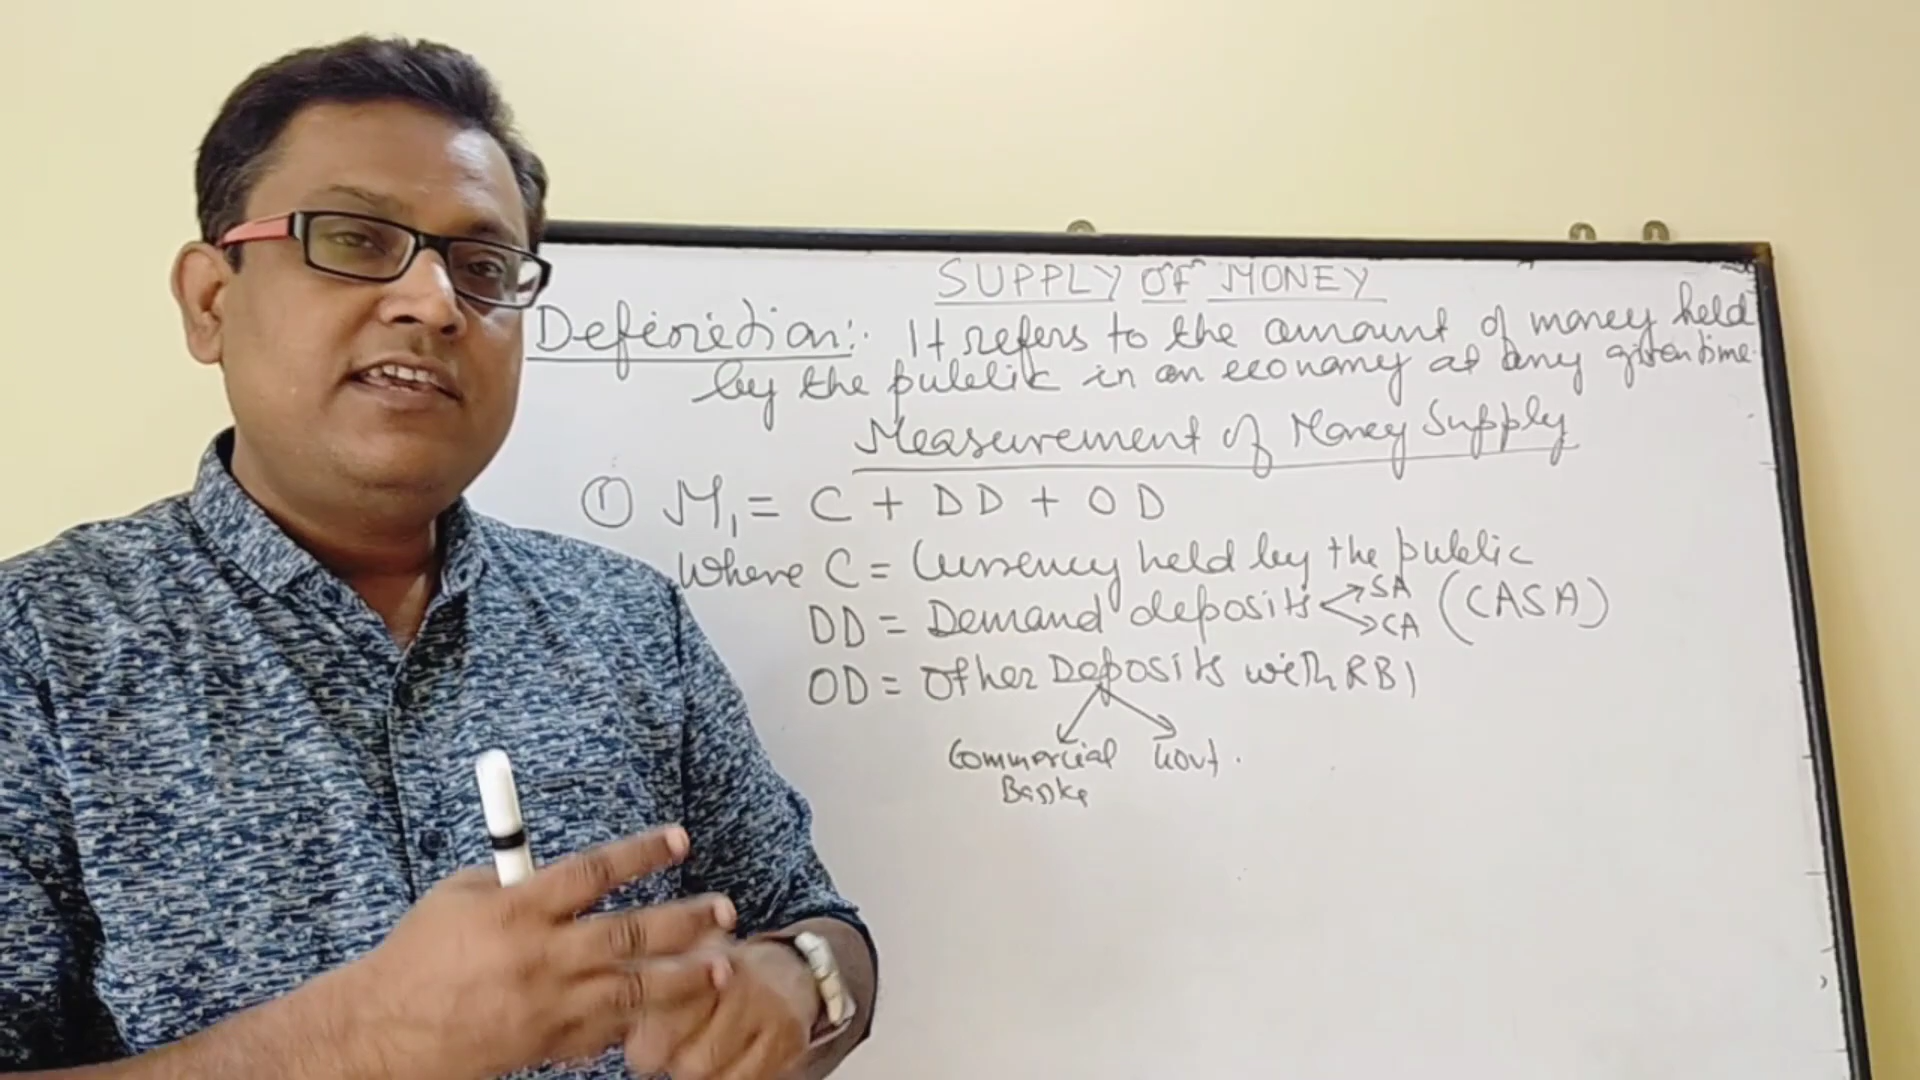 SUPPLY OF MONEY
Definition:. It refers to the amount of money held
by the public in an economy at any given time.
Measurement of Money Supply
① M₁ = C + DD + OD
Where C = Currency held by the public
DD = Demand deposits SA CA (CASA)
OD = Other Deposits with RBI
Commercial Banks Govt.